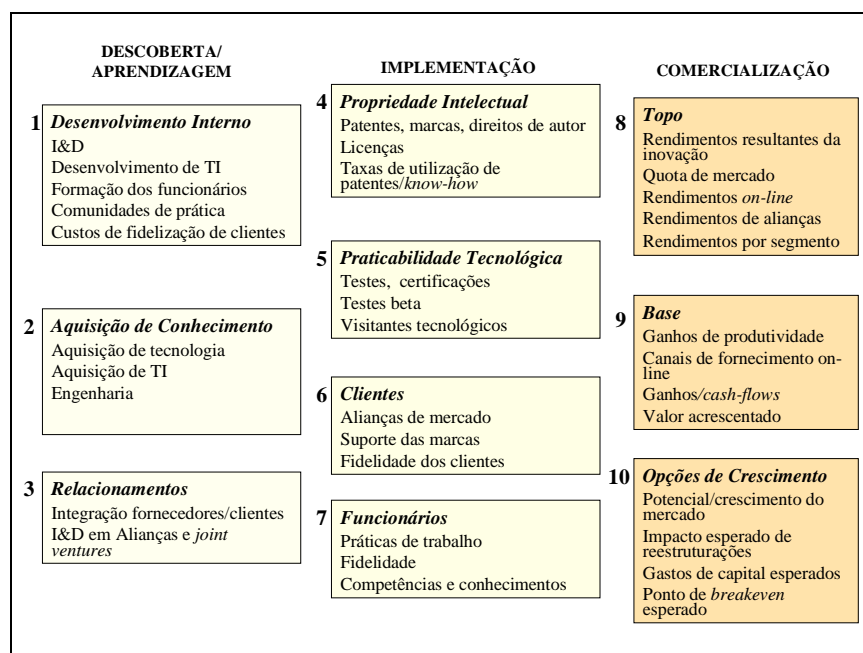 DESCOBERTA/
APRENDIZAGEM
1 Desenvolvimento Interno
I&D
Desenvolvimento de TI
Formação dos funcionários
Comunidades de prática
Custos de fidelização de clientes
2 Aquisição de Conhecimento
Aquisição de tecnologia
Aquisição de TI
Engenharia
3 Relacionamentos
Integração fornecedores/clientes
I&D em Alianças e joint
ventures
IMPLEMENTAÇÃO
4 Propriedade Intelectual
Patentes, marcas, direitos de autor
Licenças
Taxas de utilização de
patentes/know-how
5 Praticabilidade Tecnológica
Testes, certificações
Testes beta
Visitantes tecnológicos
6 Clientes
Alianças de mercado
Suporte das marcas
Fidelidade dos clientes
7 Funcionários
Práticas de trabalho
Fidelidade
Competências e conhecimentos
COMERCIALIZAÇÃO
8 Topo
Rendimentos resultantes da
inovação
Quota de mercado
Rendimentos on-line
Rendimentos de alianças
Rendimentos por segmento
9 Base
Ganhos de produtividade
Canais de fornecimento on-
line
Ganhos/cash-flows
Valor acrescentado
10 Opções de Crescimento
Potencial/crescimento do
mercado
Impacto esperado de
reestruturações
Gastos de capital esperados
Ponto de breakeven
esperado